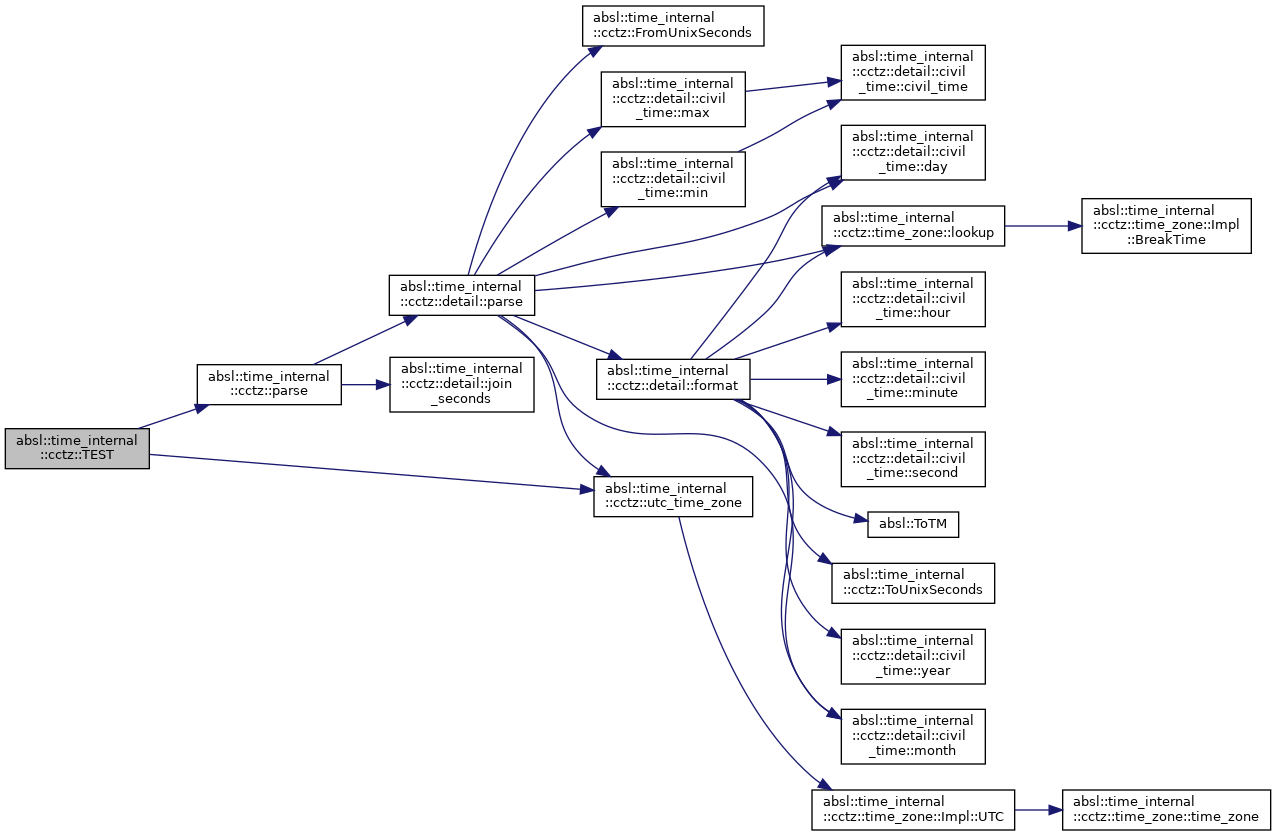 absl::time_internal
::cctz::TEST
absl::time_internal
::cctz::parse
absl::time_internal
::cctz::detail::parse
absl::time_internal
::cctz::detail::join
_seconds
absl::time_internal
::cctz::FromUnixSeconds
absl::time_internal
::cctz::detail::civil
_time::max
absl::time_internal
::cctz::detail::civil
_time::min
absl::time_internal
::cctz::detail::format
absl::time_internal
::cctz::utc_time_zone
absl::time_internal
::cctz::detail::civil
_time::civil_time
absl::time_internal
::cctz::detail::civil
_time::day
absl::time_internal
::cctz::time_zone::lookup
absl::time_internal
::cctz::detail::civil
_time::hour
absl::time_internal
::cctz::detail::civil
_time::minute
absl::time_internal
::cctz::detail::civil
_time::second
absl::ToTM
absl::time_internal
::cctz::ToUnixSeconds
absl::time_internal
::cctz::detail::civil
_time::year
absl::time_internal
::cctz::detail::civil
_time::month
absl::time_internal
::cctz::time_zone::Impl::UTC
absl::time_internal
::cctz::time_zone::Impl
::BreakTime
absl::time_internal
::cctz::time_zone::time_zone